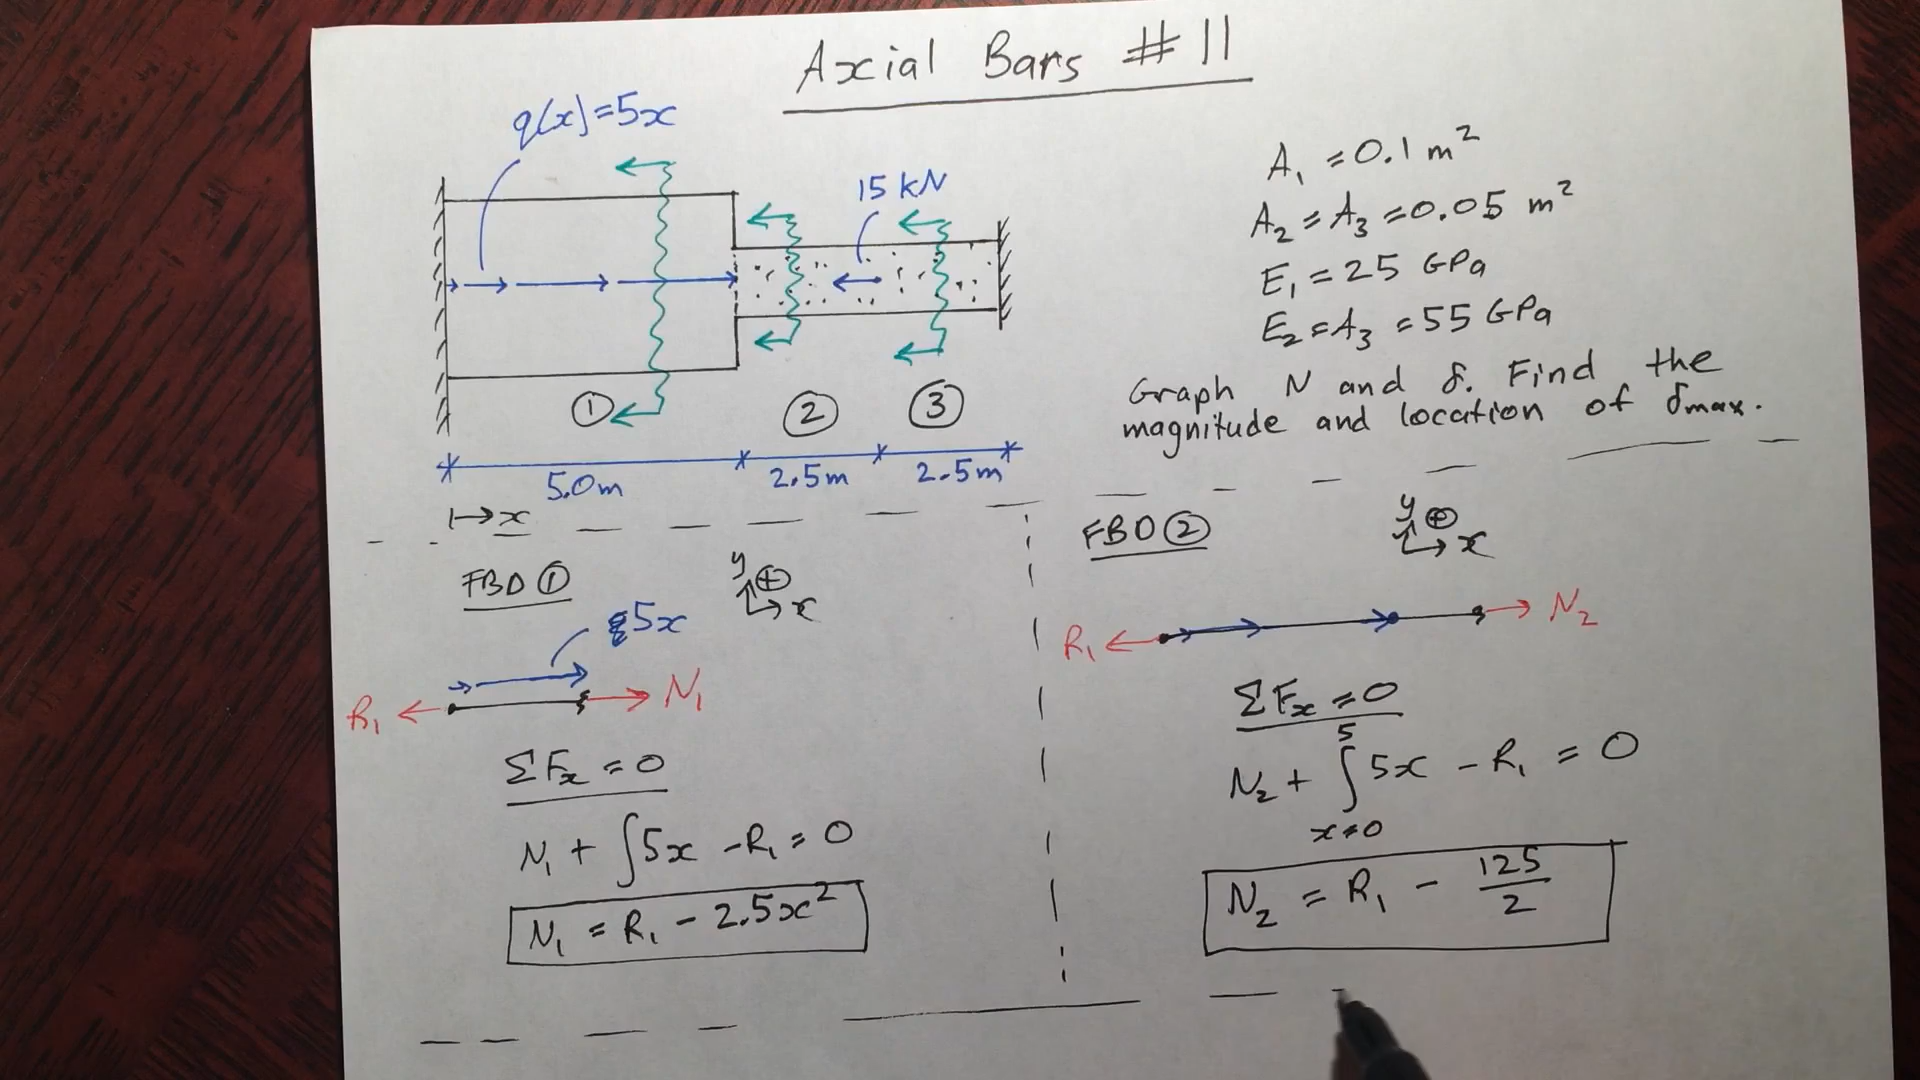 Axial Bars #11
q(x)=5x
15 kN
① ② ③
5.0m 2.5m 2.5m
x
A₁ = 0.1 m²
A₂ = A₃ = 0.05 m²
E₁ = 25 GPa
E₂ = A₃ = 55 GPa
Graph N and δ. Find the
magnitude and location of δmax.
FBD ①
y ⊕
x
5x
R₁ N₁
ΣFx = 0
N₁ + ∫5x - R₁ = 0
N₁ = R₁ - 2.5x²
FBD ②
y ⊕
x
R₁ N₂
ΣFx = 0
5
N₂ + ∫ 5x - R₁ = 0
x=0
N₂ = R₁ - 125/2